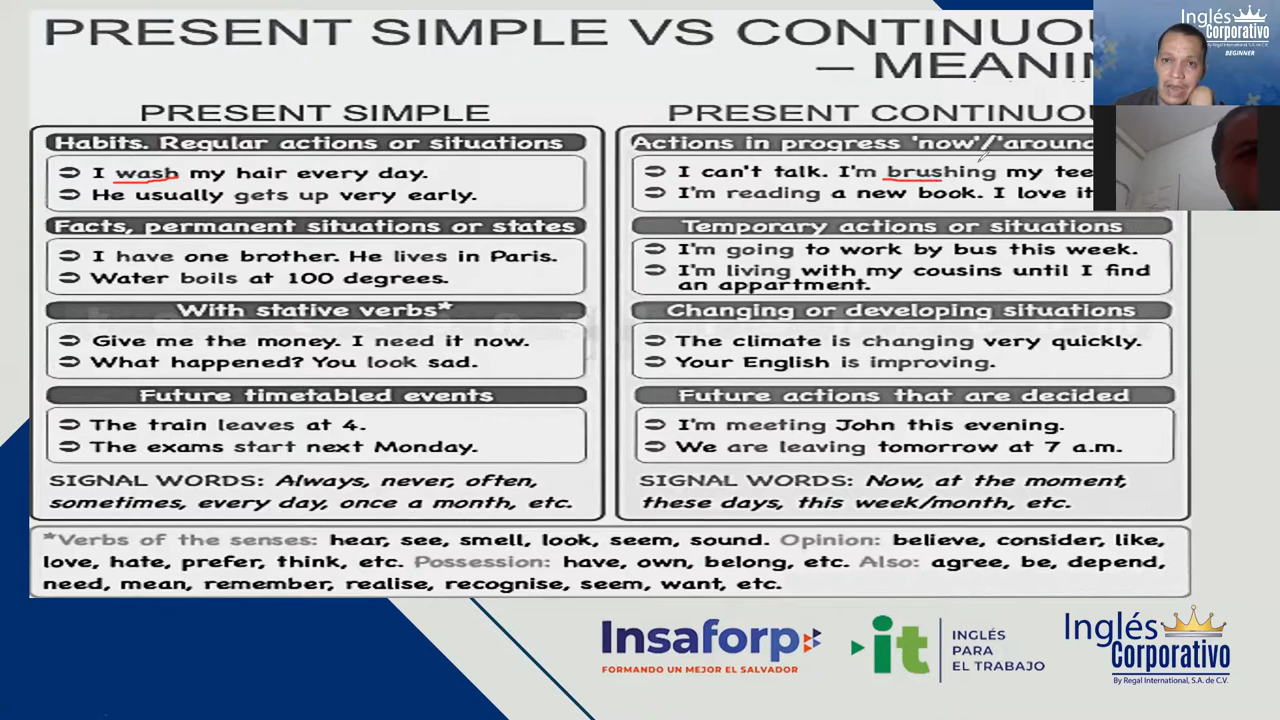 PRESENT SIMPLE VS CONTINUOU
– MEANIN
PRESENT SIMPLE
Habits. Regular actions or situations
⊃ I wash my hair every day.
⊃ He usually gets up very early.
Facts, permanent situations or states
⊃ I have one brother. He lives in Paris.
⊃ Water boils at 100 degrees.
With stative verbs*
⊃ Give me the money. I need it now.
⊃ What happened? You look sad.
Future timetabled events
⊃ The train leaves at 4.
⊃ The exams start next Monday.
SIGNAL WORDS: Always, never, often,
sometimes, every day, once a month, etc.
PRESENT CONTINUOU
Actions in progress 'now'/'around
⊃ I can't talk. I'm brushing my tee
⊃ I'm reading a new book. I love it
Temporary actions or situations
⊃ I'm going to work by bus this week.
⊃ I'm living with my cousins until I find
an appartment.
Changing or developing situations
⊃ The climate is changing very quickly.
⊃ Your English is improving.
Future actions that are decided
⊃ I'm meeting John this evening.
⊃ We are leaving tomorrow at 7 a.m.
SIGNAL WORDS: Now, at the moment,
these days, this week/month, etc.
*Verbs of the senses: hear, see, smell, look, seem, sound. Opinion: believe, consider, like,
love, hate, prefer, think, etc. Possession: have, own, belong, etc. Also: agree, be, depend,
need, mean, remember, realise, recognise, seem, want, etc.
Inglés
Corporativo
By Regal International, S.A. de C.V.
BEGINNER
Insaforp
FORMANDO UN MEJOR EL SALVADOR
it
INGLÉS
PARA
EL TRABAJO
Inglés
Corporativo
By Regal International, S.A. de C.V.